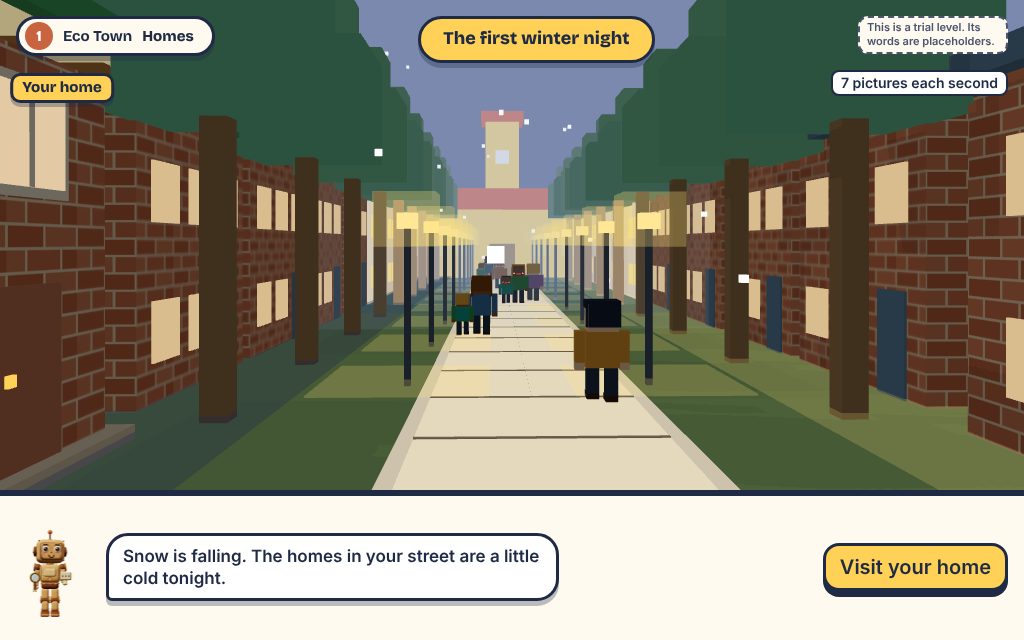 1 Eco Town Homes
The first winter night
This is a trial level. Its
words are placeholders.
Your home
7 pictures each second
Snow is falling. The homes in your street are a little
cold tonight.
Visit your home